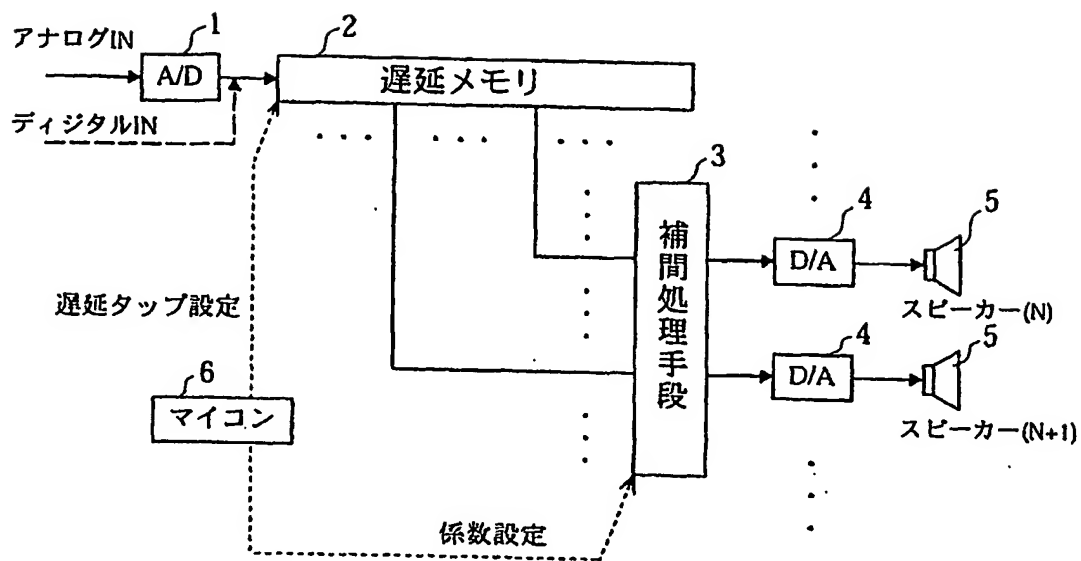 アナログIN
1
A/D
2
遅延メモリ
ディジタルIN
3
補間処理手段
4
D/A
5
スピーカー(N)
遅延タップ設定
4
D/A
5
スピーカー(N+1)
6
マイコン
係数設定